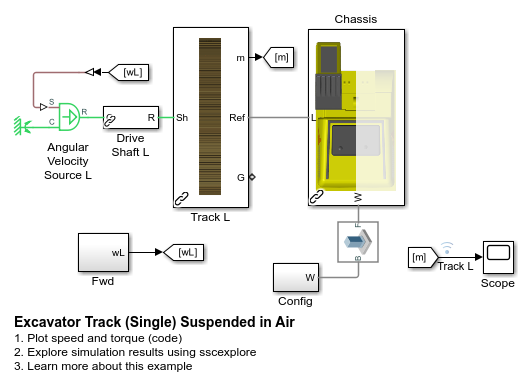 Chassis
[wL]
m
[m]
S
R
C
R
Sh
Ref
L
Angular
Velocity
Source L
Drive
Shaft L
G
W
Track L
F
B
wL
[wL]
Fwd
W
Config
[m]
Track L
Scope
Excavator Track (Single) Suspended in Air
1. Plot speed and torque (code)
2. Explore simulation results using sscexplore
3. Learn more about this example